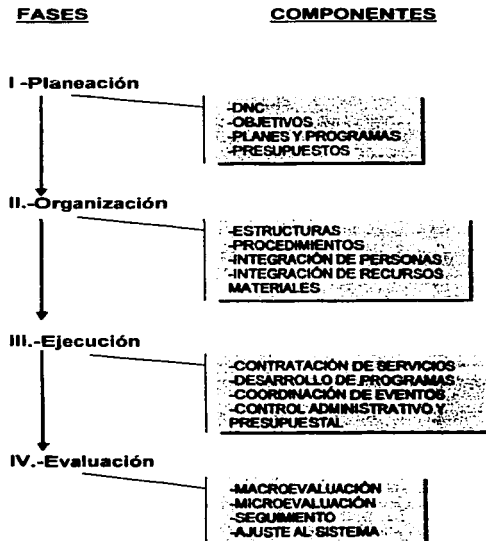 FASES COMPONENTES
I -Planeación
-DNC
-OBJETIVOS
-PLANES Y PROGRAMAS
-PRESUPUESTOS
II.-Organización
-ESTRUCTURAS
-PROCEDIMIENTOS
-INTEGRACIÓN DE PERSONAS
-INTEGRACIÓN DE RECURSOS
MATERIALES
III.-Ejecución
-CONTRATACIÓN DE SERVICIOS
-DESARROLLO DE PROGRAMAS
-COORDINACIÓN DE EVENTOS
-CONTROL ADMINISTRATIVO Y
PRESUPUESTAL
IV.-Evaluación
-MACROEVALUACIÓN
-MICROEVALUACIÓN
-SEGUIMIENTO
-AJUSTE AL SISTEMA